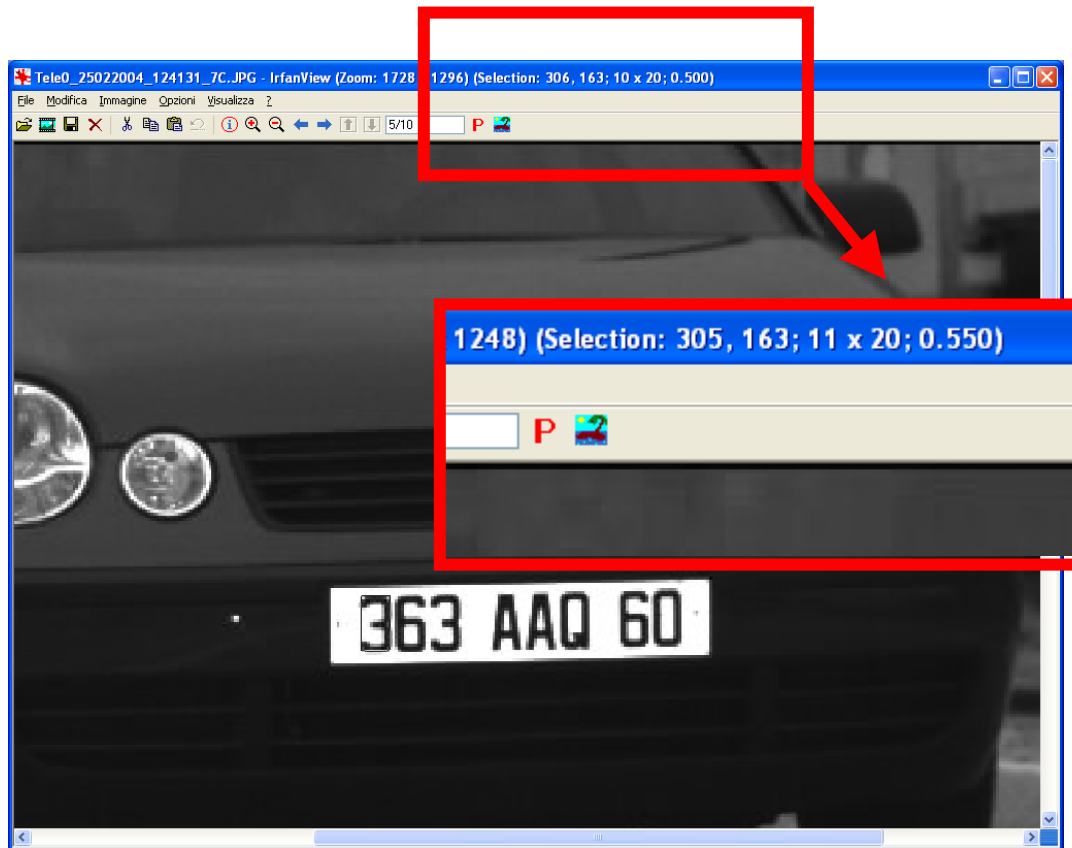 Tele0_25022004_124131_7C.JPG - IrfanView (Zoom: 1728 1296) (Selection: 306, 163; 10 x 20; 0.500)
File Modifica Immagine Opzioni Visualizza ?
5/10 P
1248) (Selection: 305, 163; 11 x 20; 0.550)
P
363 AAQ 60